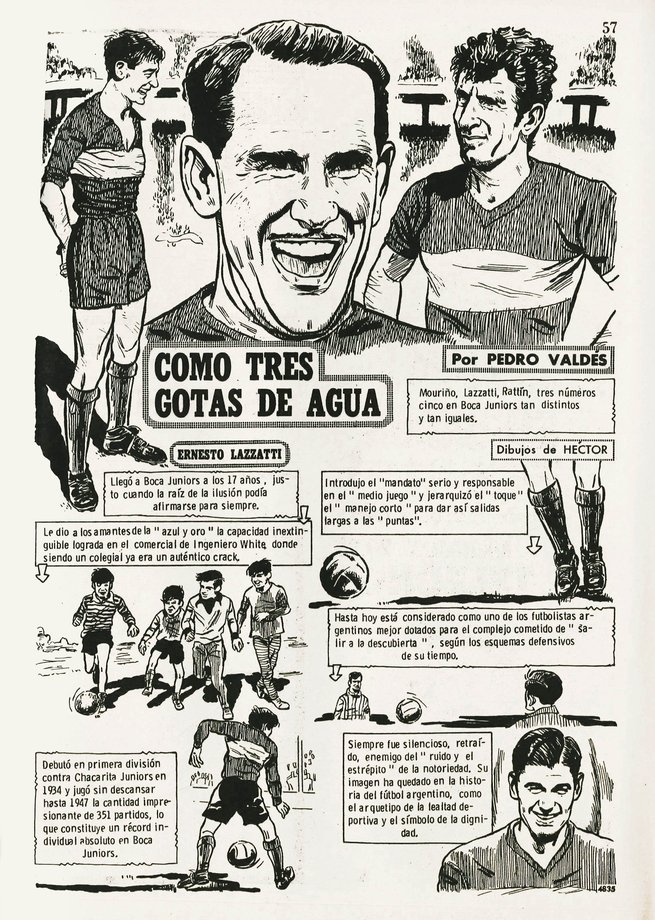 57
COMO TRES
GOTAS DE AGUA
Por PEDRO VALDES
Mouriño, Lazzatti, Rattín, tres números
cinco en Boca Juniors tan distintos
y tan iguales.
Dibujos de HECTOR
ERNESTO LAZZATTI
Llegó a Boca Juniors a los 17 años, jus-
to cuando la raíz de la ilusión podía
afirmarse para siempre.
Introdujo el "mandato" serio y responsable
en el " medio juego " y jerarquizó el " toque"
el " manejo corto " para dar así salidas
largas a las " puntas".
Le dio a los amantes de la " azul y oro " la capacidad inextin-
guible lograda en el comercial de Ingeniero White, donde
siendo un colegial ya era un auténtico crack.
Hasta hoy está considerado como uno de los futbolistas ar-
gentinos mejor dotados para el complejo cometido de " sa-
lir a la descubierta " , según los esquemas defensivos
de su tiempo.
Debutó en primera división
contra Chacarita Juniors en
1934 y jugó sin descansar
hasta 1947 la cantidad impre-
sionante de 351 partidos, lo
que constituye un récord in-
dividual absoluto en Boca
Juniors.
Siempre fue silencioso, retraí-
do, enemigo del " ruido y el
estrépito " de la notoriedad. Su
imagen ha quedado en la histo-
ria del fútbol argentino, como
el arquetipo de la lealtad de-
portiva y el símbolo de la digni-
dad.
4835